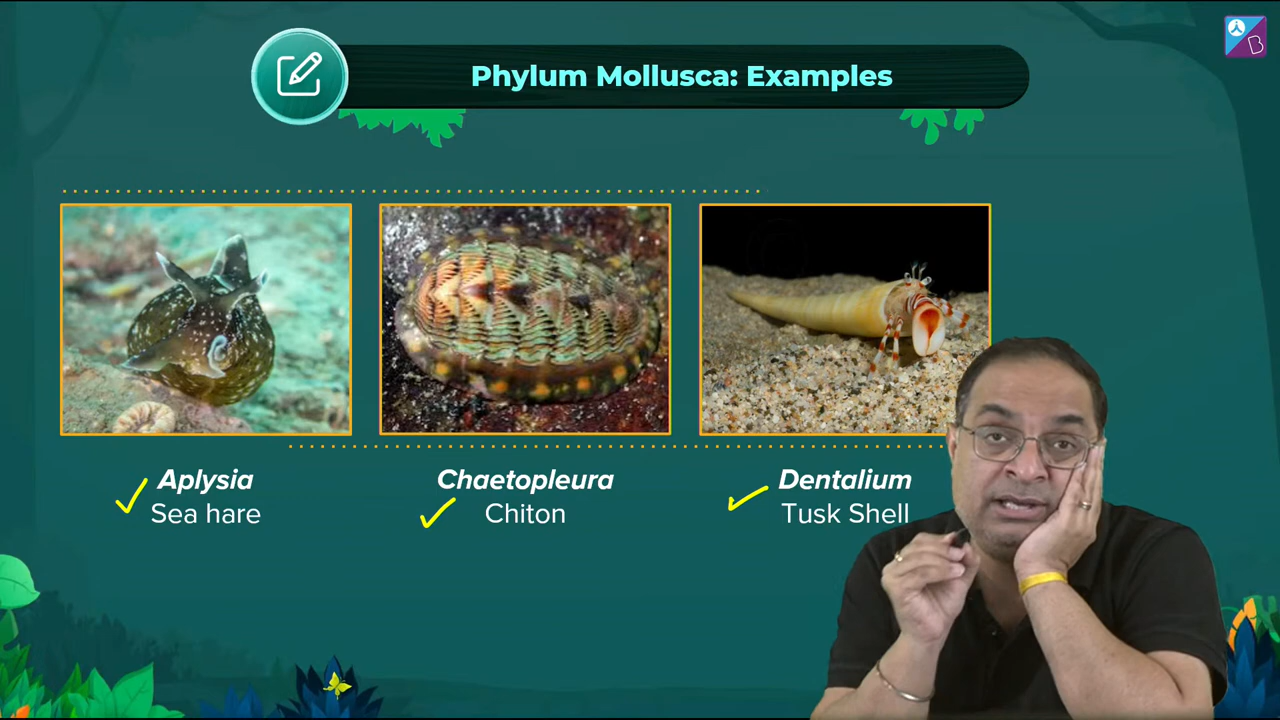 Phylum Mollusca: Examples
Aplysia
Sea hare
Chaetopleura
Chiton
Dentalium
Tusk Shell
B